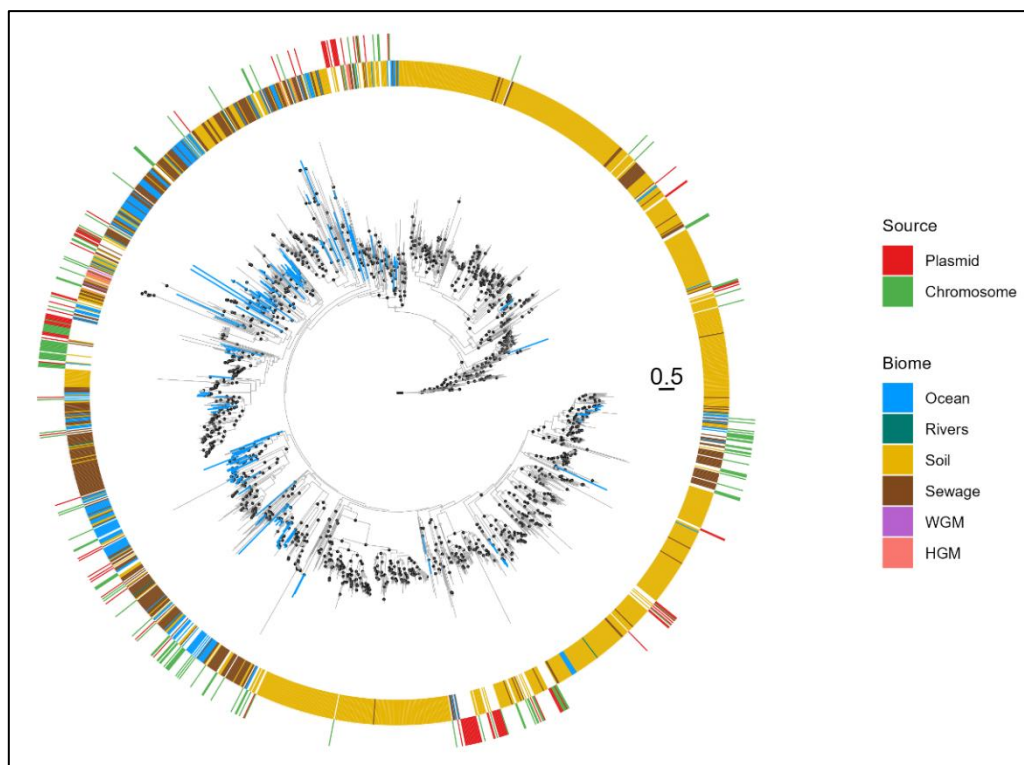 0.5
Source
Plasmid
Chromosome
Biome
Ocean
Rivers
Soil
Sewage
WGM
HGM